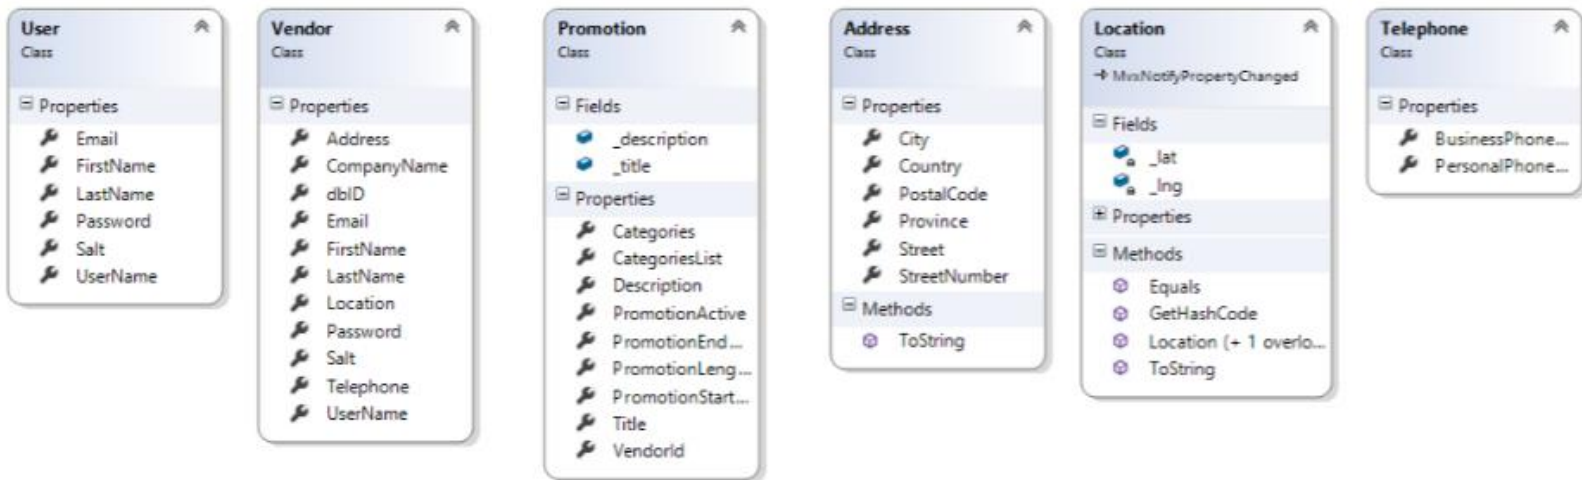 User
Class
Properties
Email
FirstName
LastName
Password
Salt
UserName
Vendor
Class
Properties
Address
CompanyName
dbID
Email
FirstName
LastName
Location
Password
Salt
Telephone
UserName
Promotion
Class
Fields
_description
_title
Properties
Categories
CategoriesList
Description
PromotionActive
PromotionEnd...
PromotionLeng...
PromotionStart...
Title
VendorId
Address
Class
Properties
City
Country
PostalCode
Province
Street
StreetNumber
Methods
ToString
Location
Class
MvxNotifyPropertyChanged
Fields
_lat
_lng
Properties
Methods
Equals
GetHashCode
Location (+ 1 overlo...
ToString
Telephone
Class
Properties
BusinessPhone...
PersonalPhone...